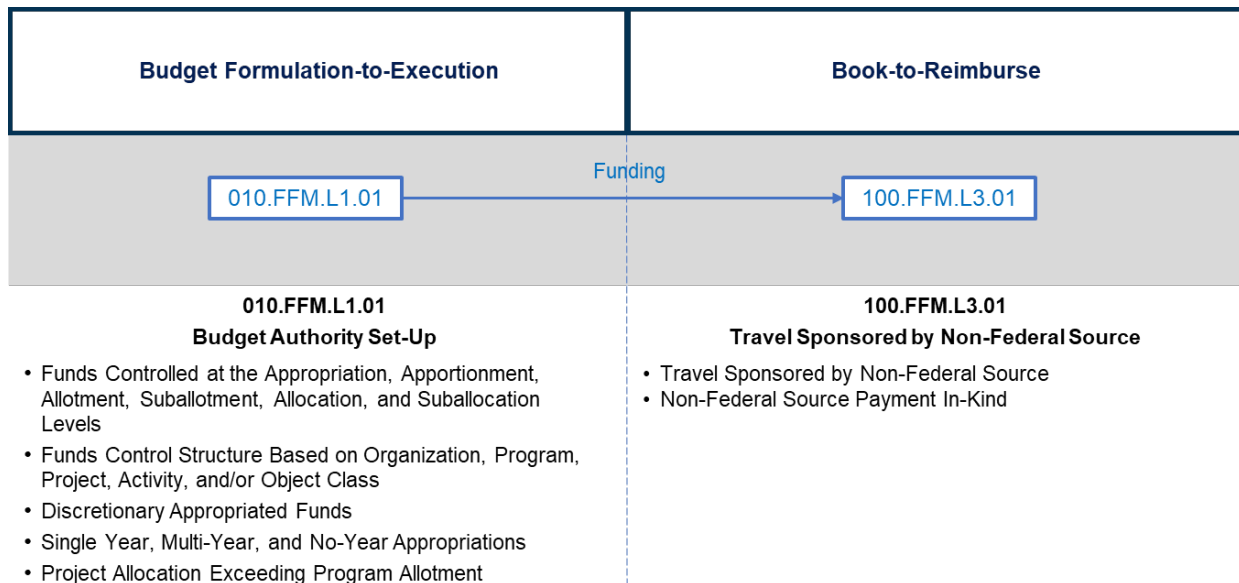 Budget Formulation-to-Execution
Book-to-Reimburse
Funding
010.FFM.L1.01
100.FFM.L3.01
010.FFM.L1.01
Budget Authority Set-Up
• Funds Controlled at the Appropriation, Apportionment,
Allotment, Suballotment, Allocation, and Suballocation
Levels
• Funds Control Structure Based on Organization, Program,
Project, Activity, and/or Object Class
• Discretionary Appropriated Funds
• Single Year, Multi-Year, and No-Year Appropriations
• Project Allocation Exceeding Program Allotment
100.FFM.L3.01
Travel Sponsored by Non-Federal Source
• Travel Sponsored by Non-Federal Source
• Non-Federal Source Payment In-Kind